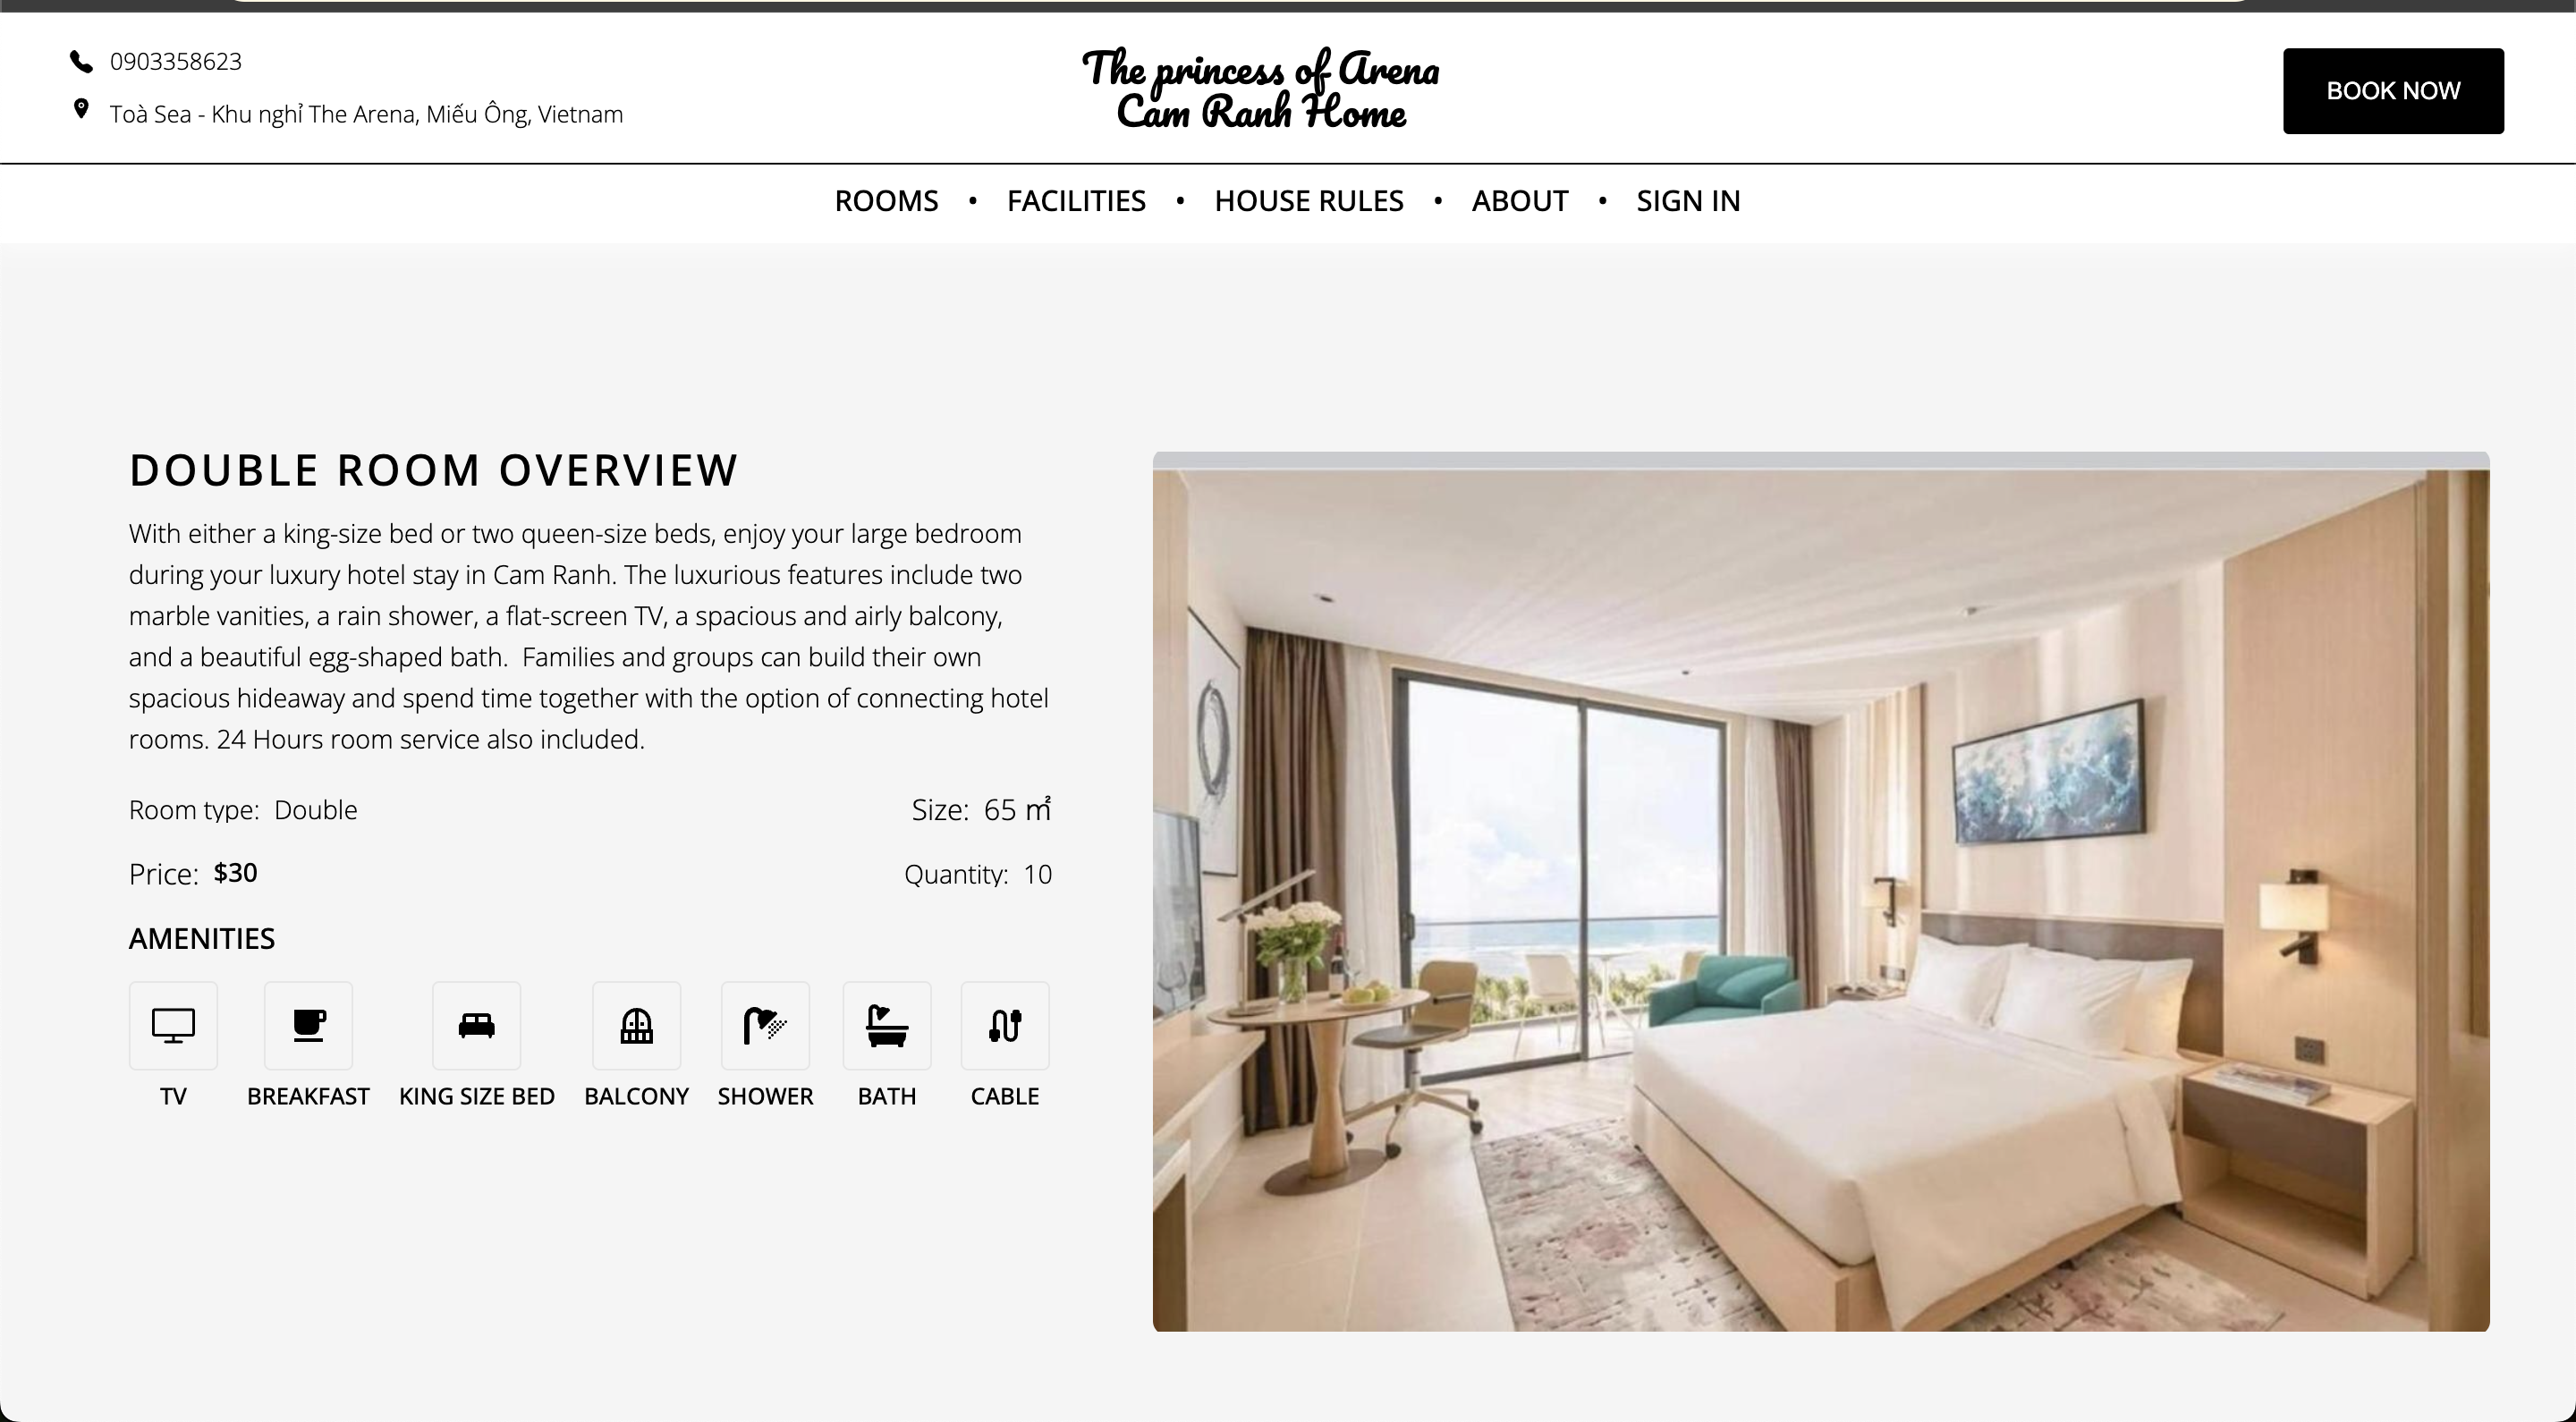 0903358623
Toà Sea - Khu nghỉ The Arena, Miếu Ông, Vietnam
The princess of Arena
Cam Ranh Home
BOOK NOW
ROOMS • FACILITIES • HOUSE RULES • ABOUT • SIGN IN
DOUBLE ROOM OVERVIEW
With either a king-size bed or two queen-size beds, enjoy your large bedroom
during your luxury hotel stay in Cam Ranh. The luxurious features include two
marble vanities, a rain shower, a flat-screen TV, a spacious and airly balcony,
and a beautiful egg-shaped bath.  Families and groups can build their own
spacious hideaway and spend time together with the option of connecting hotel
rooms. 24 Hours room service also included.
Room type: Double
Size: 65 ㎡
Price: $30
Quantity: 10
AMENITIES
TV
BREAKFAST
KING SIZE BED
BALCONY
SHOWER
BATH
CABLE